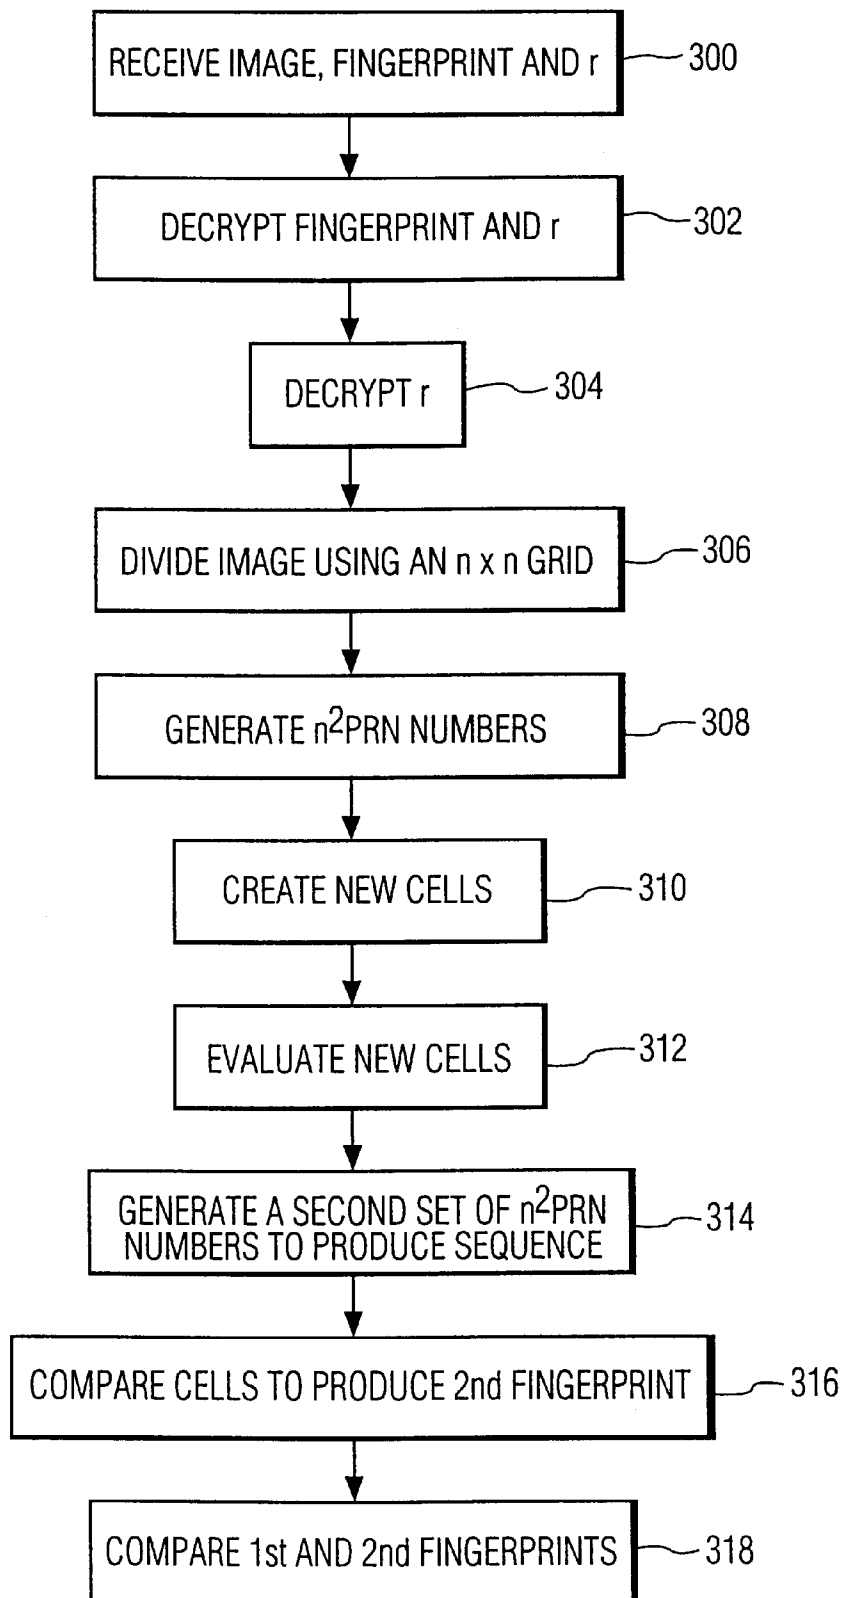 RECEIVE IMAGE, FINGERPRINT AND r
300
DECRYPT FINGERPRINT AND r
302
DECRYPT r
304
DIVIDE IMAGE USING AN n x n GRID
306
GENERATE n²PRN NUMBERS
308
CREATE NEW CELLS
310
EVALUATE NEW CELLS
312
GENERATE A SECOND SET OF n²PRN
NUMBERS TO PRODUCE SEQUENCE
314
COMPARE CELLS TO PRODUCE 2nd FINGERPRINT
316
COMPARE 1st AND 2nd FINGERPRINTS
318